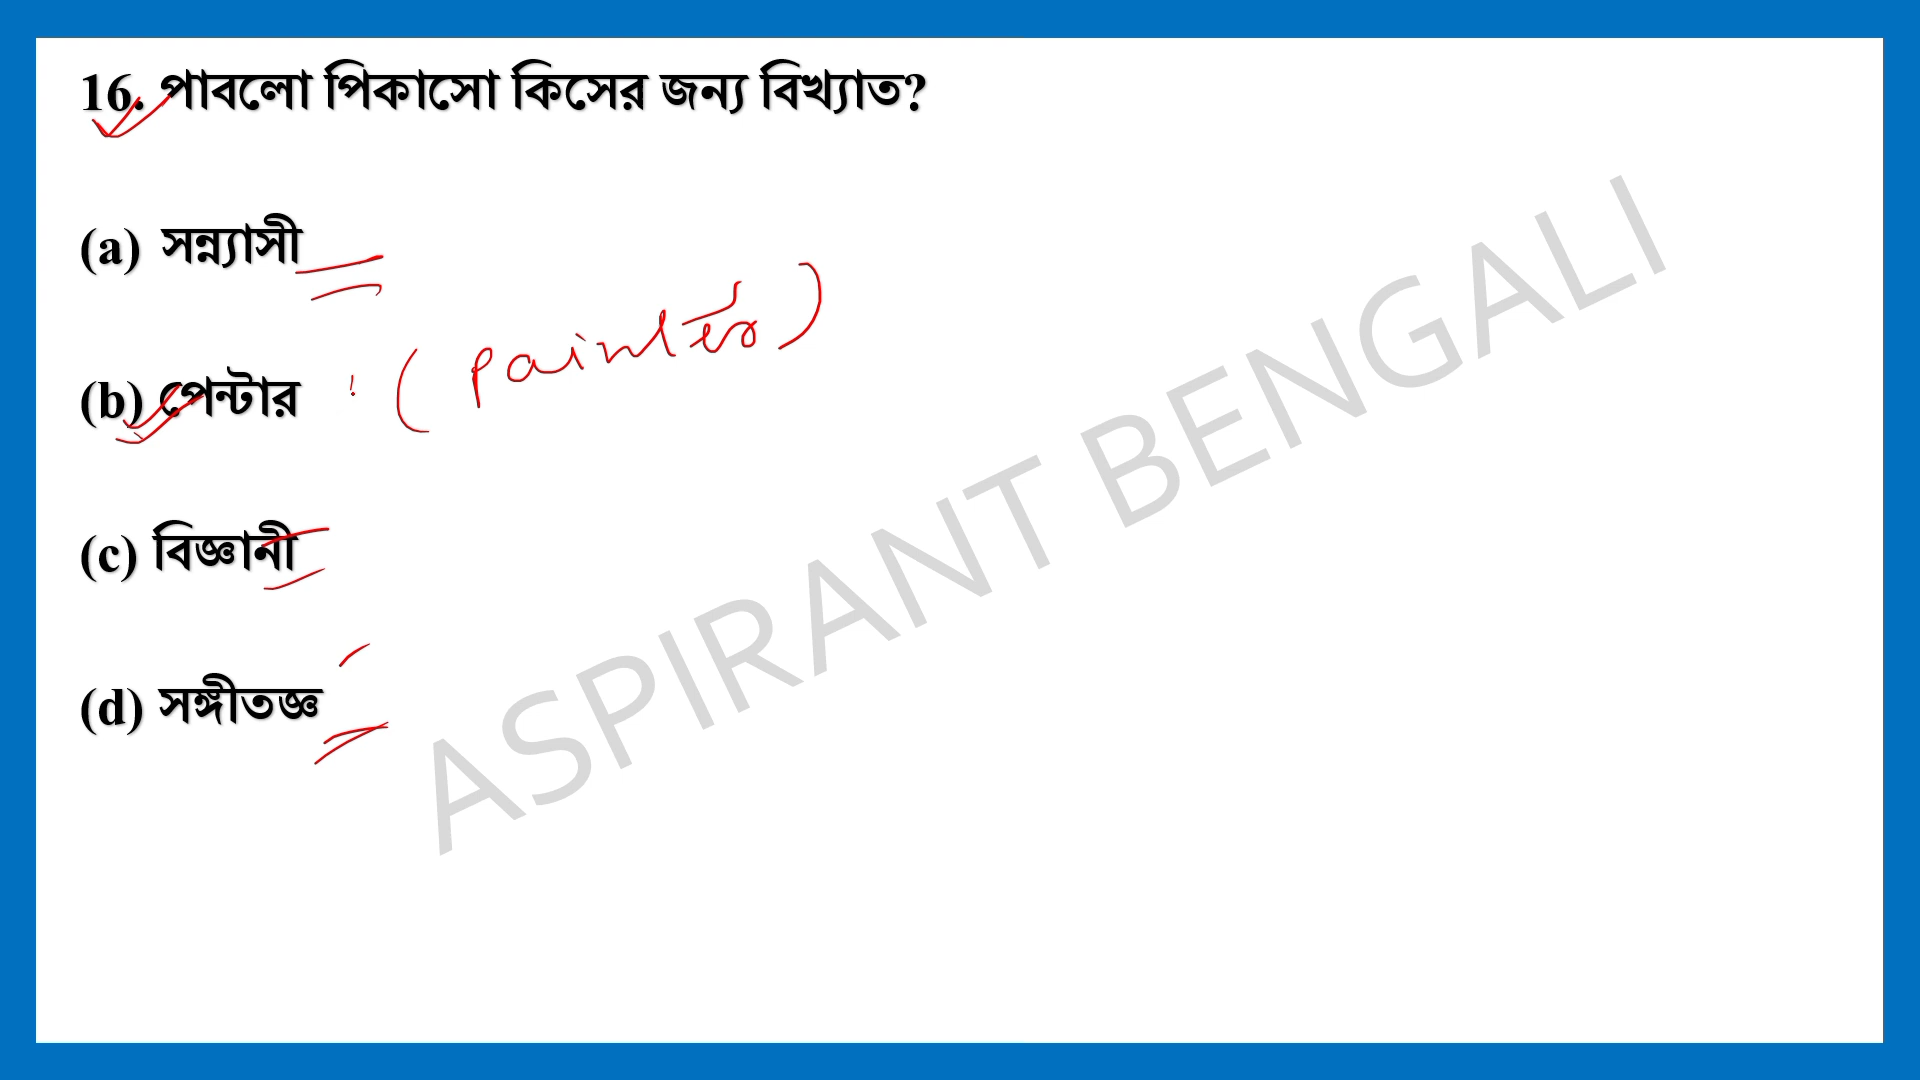 16. পাবলো পিকাসো কিসের জন্য বিখ্যাত?
(a) সন্ন্যাসী
(b) পেন্টার (painter)
(c) বিজ্ঞানী
(d) সঙ্গীতজ্ঞ
ASPIRANT BENGALI